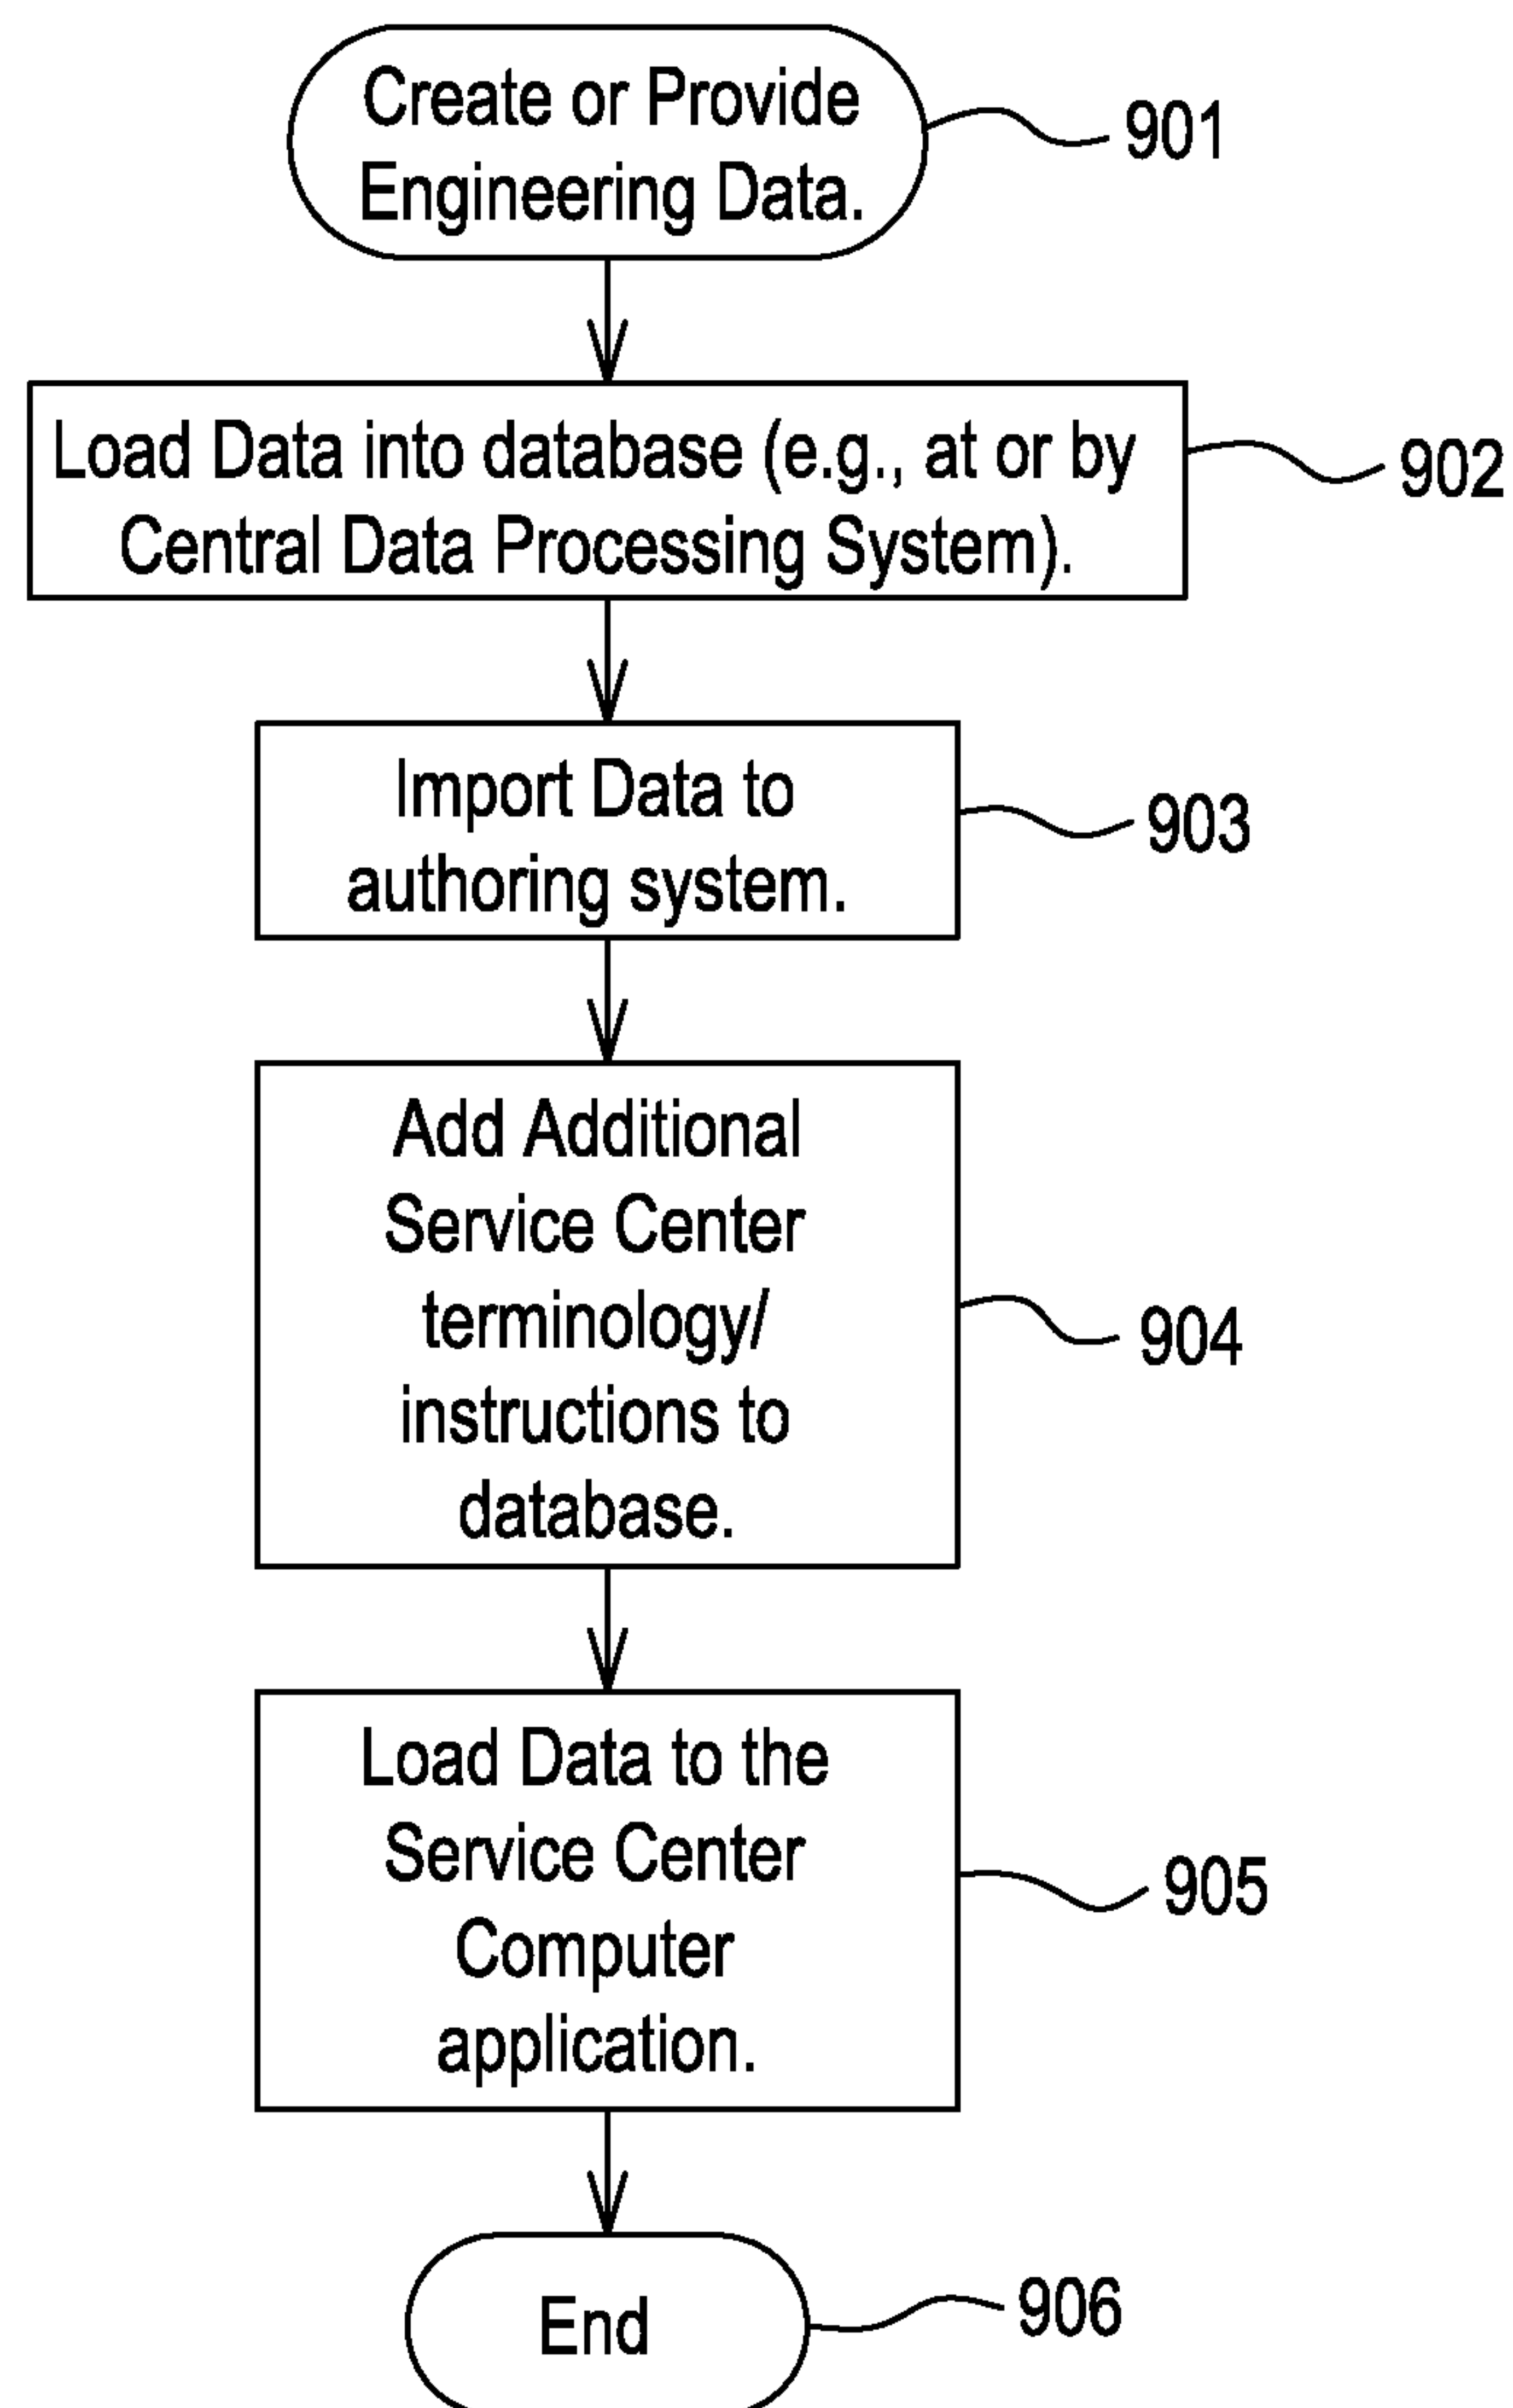 Create or Provide
Engineering Data.
901
Load Data into database (e.g., at or by
Central Data Processing System).
902
Import Data to
authoring system.
903
Add Additional
Service Center
terminology/
instructions to
database.
904
Load Data to the
Service Center
Computer
application.
905
End
906